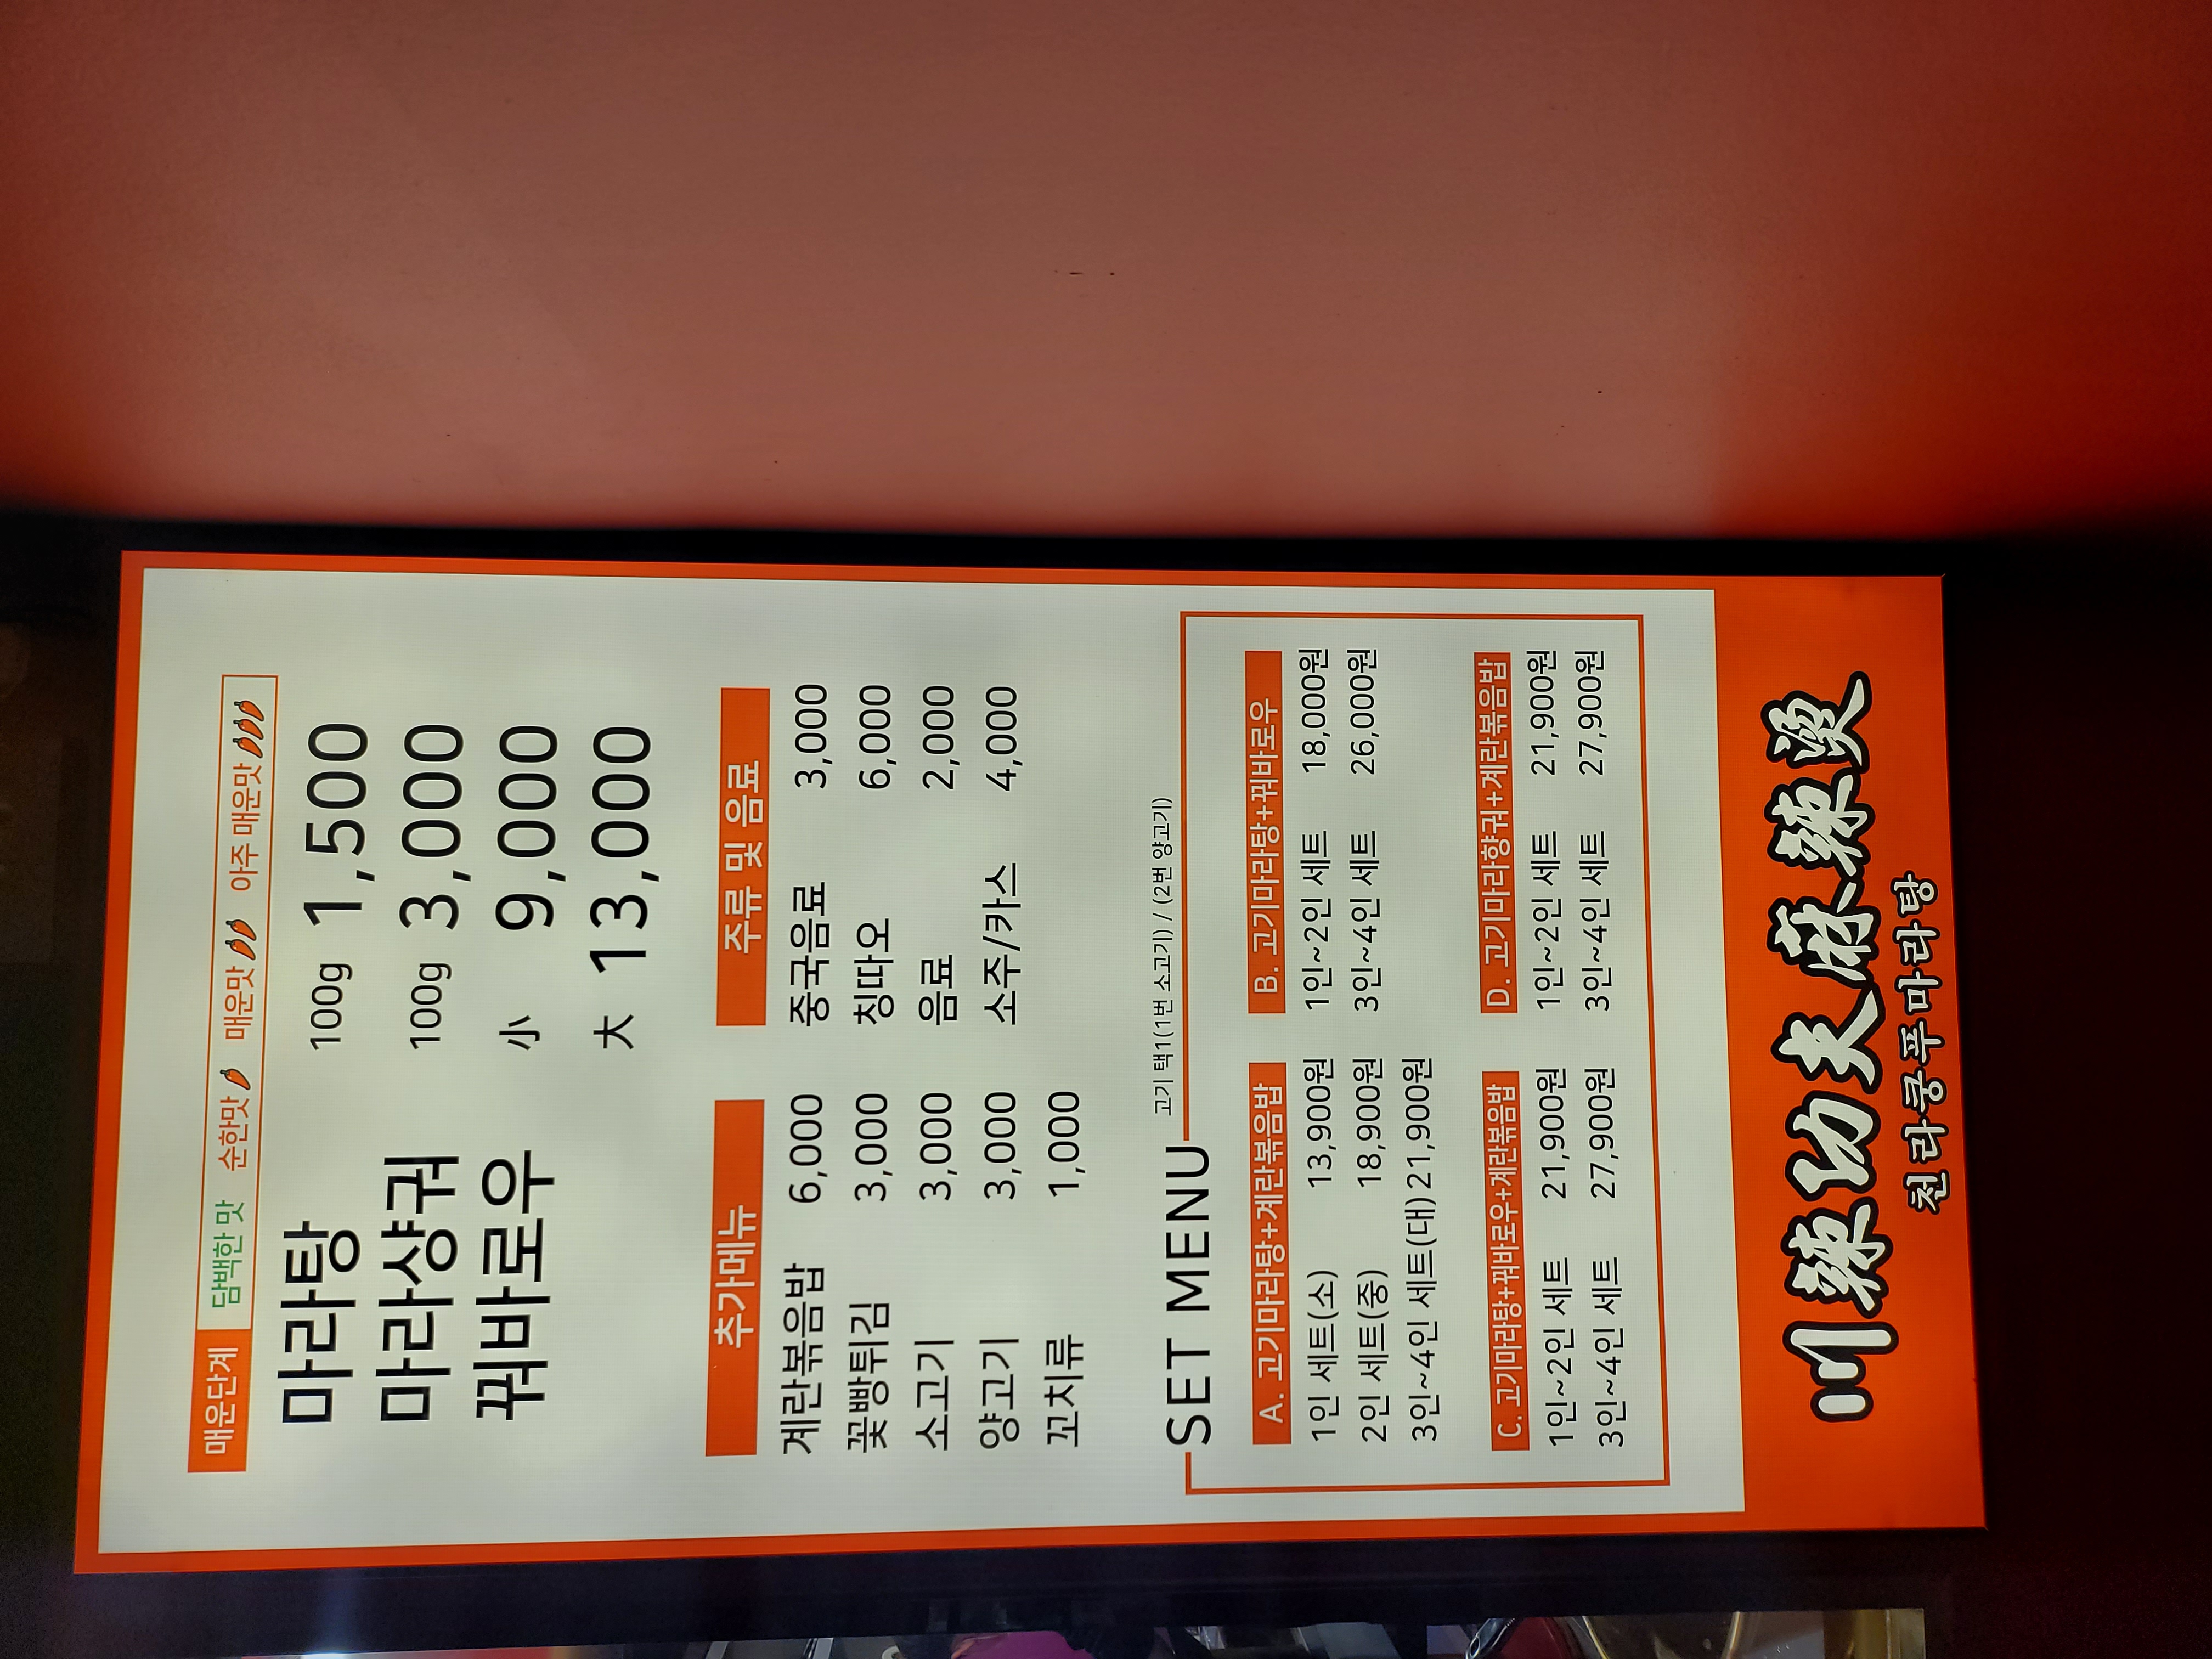 매운단계 담백한 맛 순한맛 매운맛 아주 매운맛
마라탕 100g 1,500
마라샹궈 100g 3,000
꿔바로우 小 9,000
大 13,000
추가메뉴
계란볶음밥 6,000
꽃빵튀김 3,000
소고기 3,000
양고기 3,000
꼬치류 1,000
주류 및 음료
중국음료 3,000
칭따오 6,000
음료 2,000
소주/카스 4,000
SET MENU 고기 택1(1번 소고기) / (2번 양고기)
A. 고기마라탕+계란볶음밥
1인 세트(소) 13,900원
2인 세트(중) 18,900원
3인~4인 세트(대) 21,900원
B. 고기마라탕+꿔바로우
1인~2인 세트 18,000원
3인~4인 세트 26,000원
C. 고기마라탕+꿔바로우+계란볶음밥
1인~2인 세트 21,900원
3인~4인 세트 27,900원
D. 고기마라향궈+계란볶음밥
1인~2인 세트 21,900원
3인~4인 세트 27,900원
川辣功夫麻辣烫
천라쿵푸마라탕